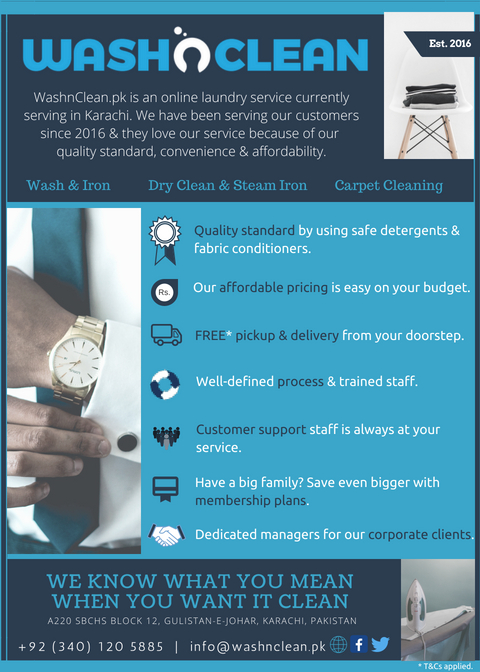 WASHNCLEAN
Est. 2016
WashnClean.pk is an online laundry service currently
serving in Karachi. We have been serving our customers
since 2016 & they love our service because of our
quality standard, convenience & affordability.
Wash & Iron Dry Clean & Steam Iron Carpet Cleaning
Quality standard by using safe detergents &
fabric conditioners.
Rs.
Our affordable pricing is easy on your budget.
FREE* pickup & delivery from your doorstep.
Well-defined process & trained staff.
Customer support staff is always at your
service.
Have a big family? Save even bigger with
membership plans.
Dedicated managers for our corporate clients.
WE KNOW WHAT YOU MEAN
WHEN YOU WANT IT CLEAN
A220 SBCHS BLOCK 12, GULISTAN-E-JOHAR, KARACHI, PAKISTAN
+92 (340) 120 5885 | info@washnclean.pk
* T&Cs applied.